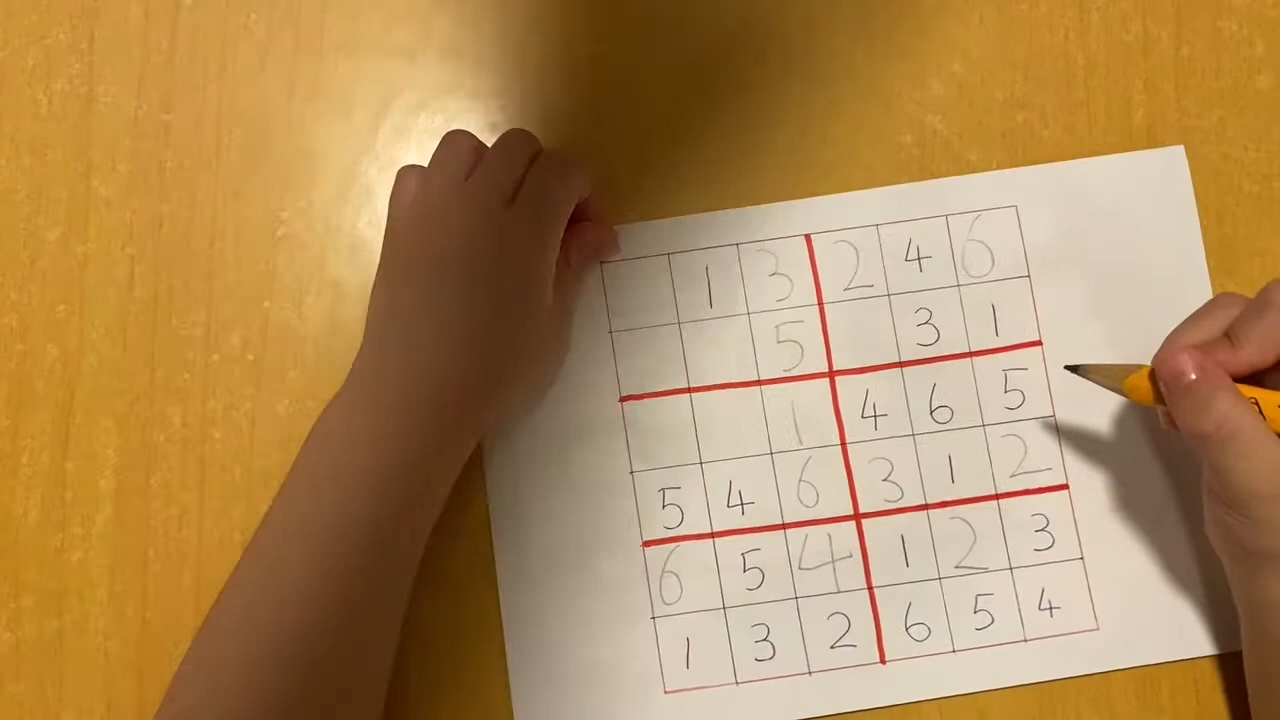 1 3 2 4 6
5 3 1
1 4 6 5
5 4 6 3 1 2
6 5 4 1 2 3
1 3 2 6 5 4